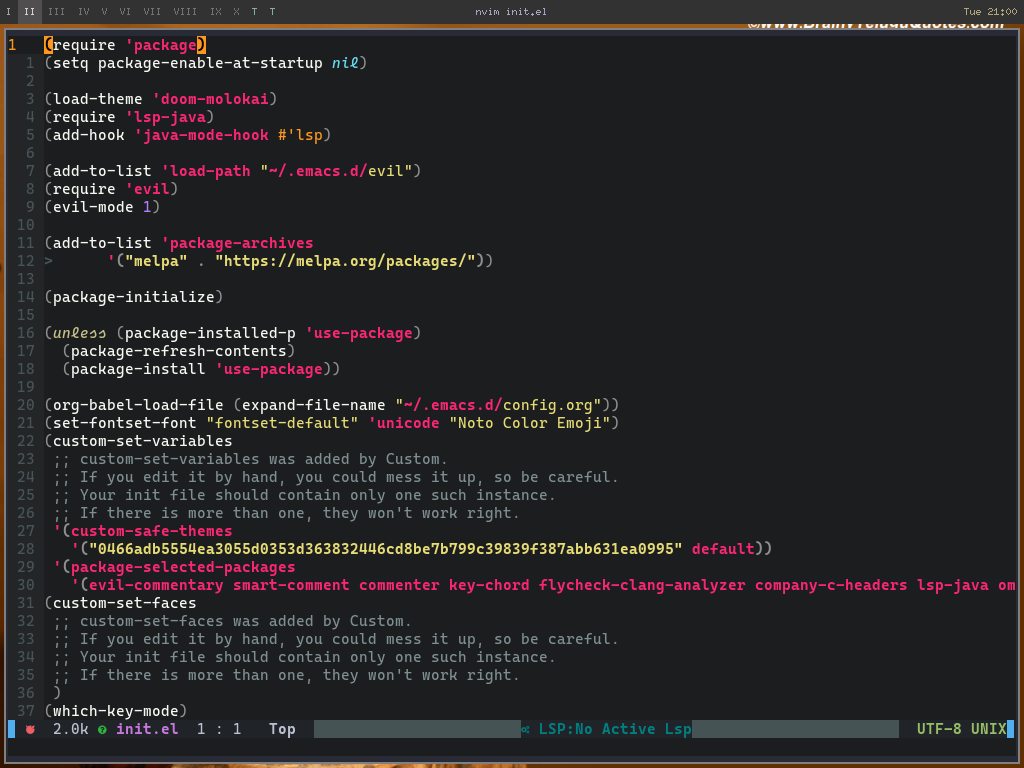 I II III IV V VI VII VIII IX X T T nvim init.el Tue 21:00
1 (require 'package)
1 (setq package-enable-at-startup nil)
2
3 (load-theme 'doom-molokai)
4 (require 'lsp-java)
5 (add-hook 'java-mode-hook #'lsp)
6
7 (add-to-list 'load-path "~/.emacs.d/evil")
8 (require 'evil)
9 (evil-mode 1)
10
11 (add-to-list 'package-archives
12 > '("melpa" . "https://melpa.org/packages/"))
13
14 (package-initialize)
15
16 (unless (package-installed-p 'use-package)
17 (package-refresh-contents)
18 (package-install 'use-package))
19
20 (org-babel-load-file (expand-file-name "~/.emacs.d/config.org"))
21 (set-fontset-font "fontset-default" 'unicode "Noto Color Emoji")
22 (custom-set-variables
23 ;; custom-set-variables was added by Custom.
24 ;; If you edit it by hand, you could mess it up, so be careful.
25 ;; Your init file should contain only one such instance.
26 ;; If there is more than one, they won't work right.
27 '(custom-safe-themes
28 '("0466adb5554ea3055d0353d363832446cd8be7b799c39839f387abb631ea0995" default))
29 '(package-selected-packages
30 '(evil-commentary smart-comment commenter key-chord flycheck-clang-analyzer company-c-headers lsp-java om
31 (custom-set-faces
32 ;; custom-set-faces was added by Custom.
33 ;; If you edit it by hand, you could mess it up, so be careful.
34 ;; Your init file should contain only one such instance.
35 ;; If there is more than one, they won't work right.
36 )
37 (which-key-mode)
2.0k init.el 1 : 1 Top LSP:No Active Lsp UTF-8 UNIX